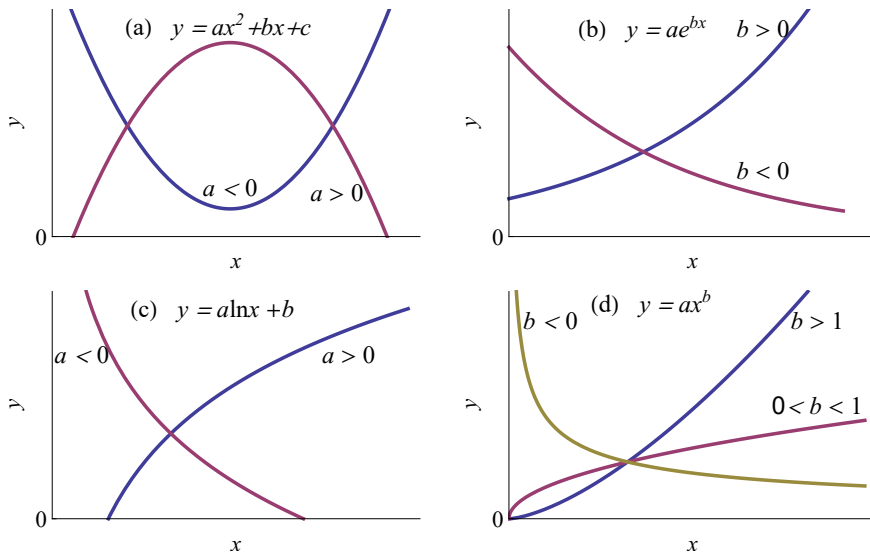 (a) y = ax²+bx+c
y
a < 0
a > 0
0
x
(b) y = ae^{bx}
b > 0
y
b < 0
0
x
(c) y = alnx + b
a < 0
a > 0
y
0
x
(d) y = ax^b
b < 0
b > 1
y
0 < b < 1
0
x